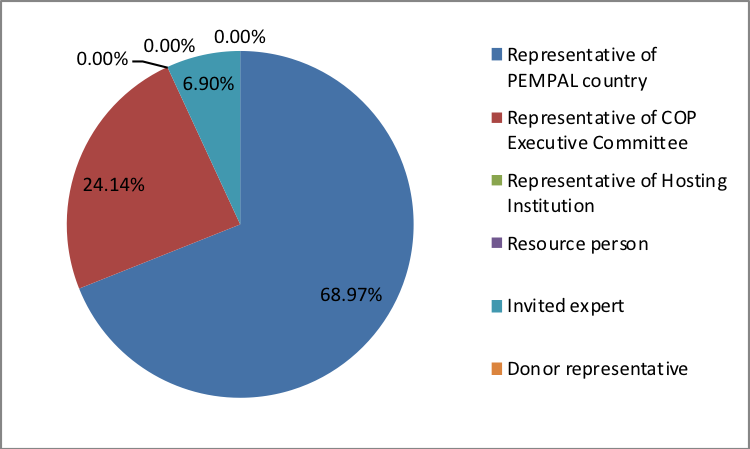 0.00%
0.00%
0.00%
6.90%
24.14%
68.97%
Representative of
PEMPAL country
Representative of COP
Executive Committee
Representative of Hosting
Institution
Resource person
Invited expert
Donor representative